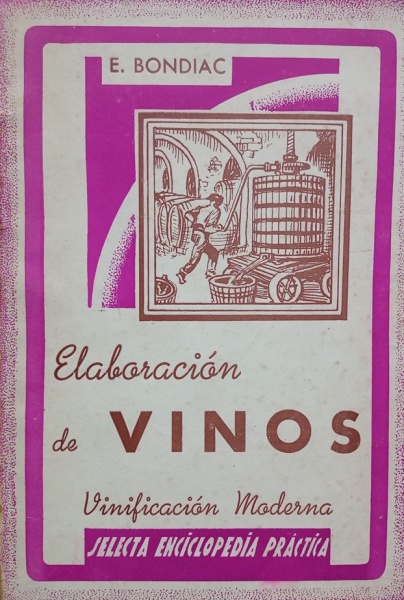 E. BONDIAC
Elaboración
de VINOS
Vinificación Moderna
SELECTA ENCICLOPEDIA PRÁCTICA